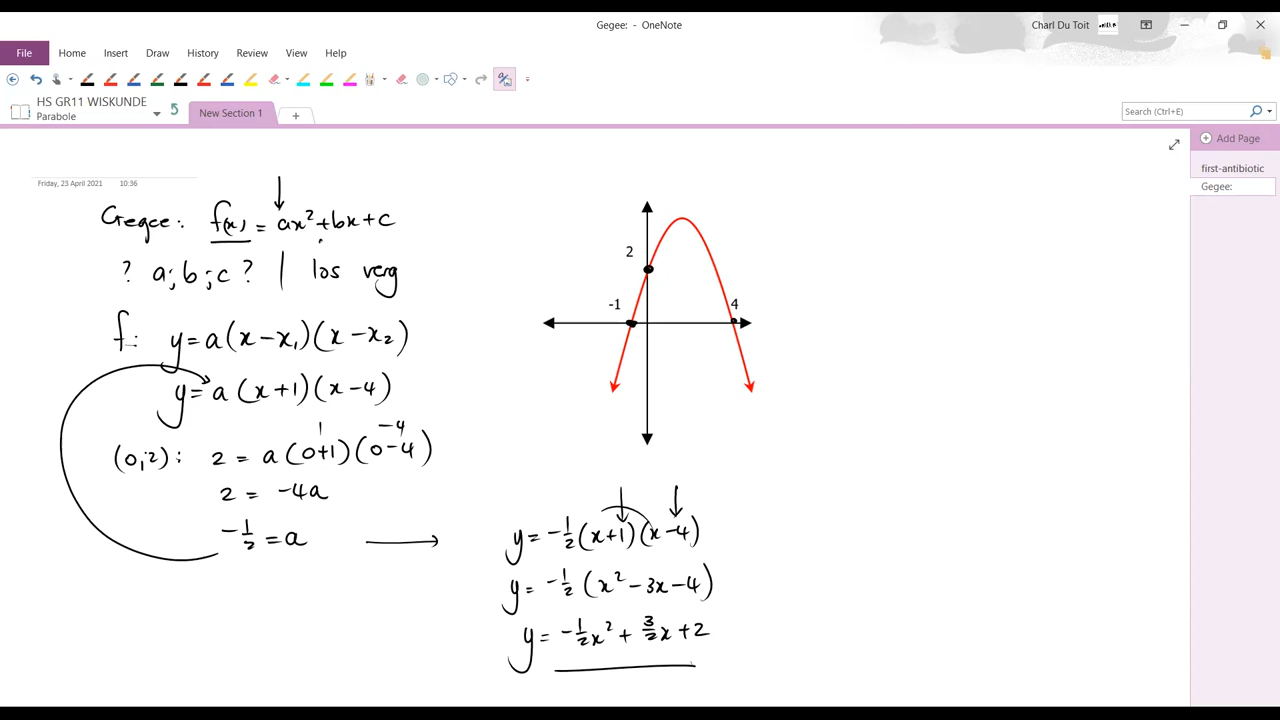 Gegee: - OneNote
Charl Du Toit
File Home Insert Draw History Review View Help
HS GR11 WISKUNDE
Parabole
New Section 1
+
Search (Ctrl+E)
Add Page
first-antibiotic
Gegee:
Friday, 23 April 2021 10:36
Gegee: f(x) = ax² + bx + c
? a; b; c ? | los verg
f: y = a(x - x₁)(x - x₂)
y = a(x+1)(x-4)
1 -4
(0;2): 2 = a(0+1)(0-4)
2 = -4a
-1/2 = a
2
-1
4
y = -1/2(x+1)(x-4)
y = -1/2(x² - 3x - 4)
y = -1/2x² + 3/2x + 2